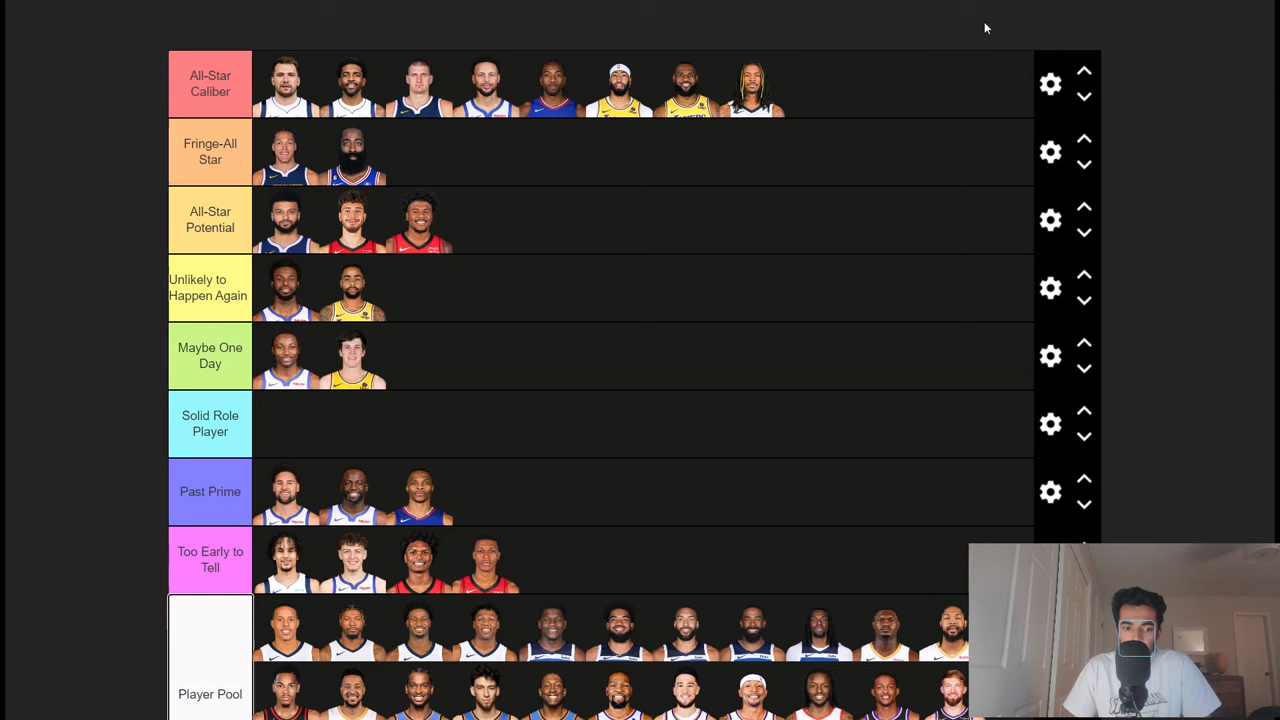 All-Star
Caliber
Fringe-All
Star
All-Star
Potential
Unlikely to
Happen Again
Maybe One
Day
Solid Role
Player
Past Prime
Too Early to
Tell
Player Pool